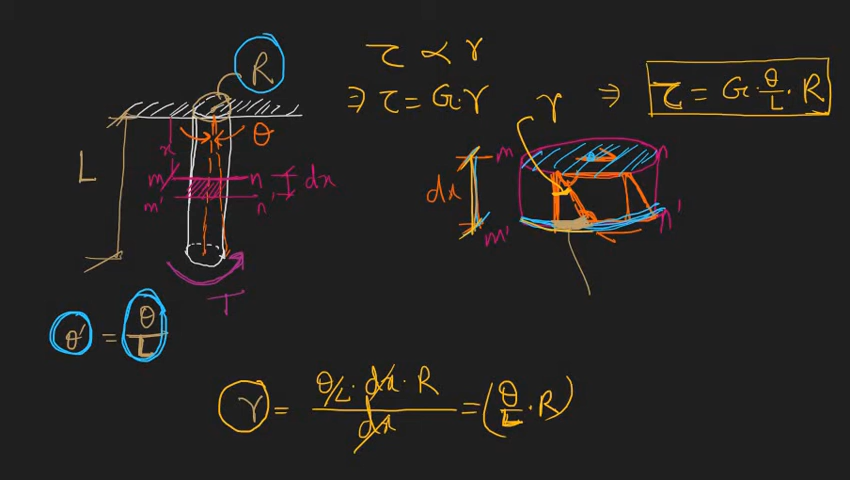 R
τ ∝ γ
⇒ τ = G·γ
⇒ τ = G·θ/L·R
γ
θ
L
x
m n
dx
m' n'
T
m n
dx
m' n'
θ' = θ/L
γ = θ/L·dx·R / dx = (θ/L·R)